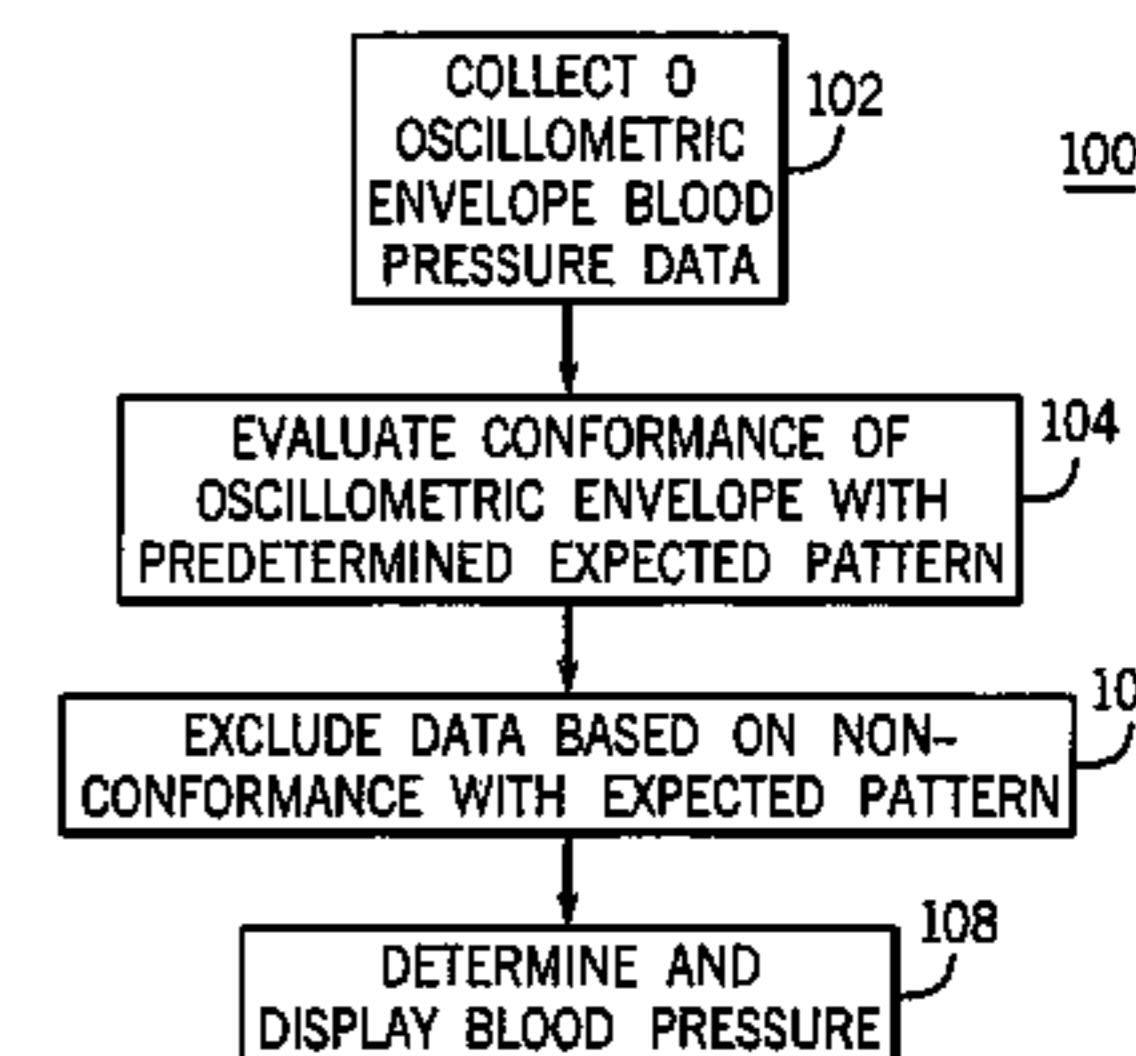 COLLECT O
OSCILLOMETRIC
ENVELOPE BLOOD
PRESSURE DATA
102
100
EVALUATE CONFORMANCE OF
OSCILLOMETRIC ENVELOPE WITH
PREDETERMINED EXPECTED PATTERN
104
EXCLUDE DATA BASED ON NON-
CONFORMANCE WITH EXPECTED PATTERN
10
DETERMINE AND
DISPLAY BLOOD PRESSURE
108